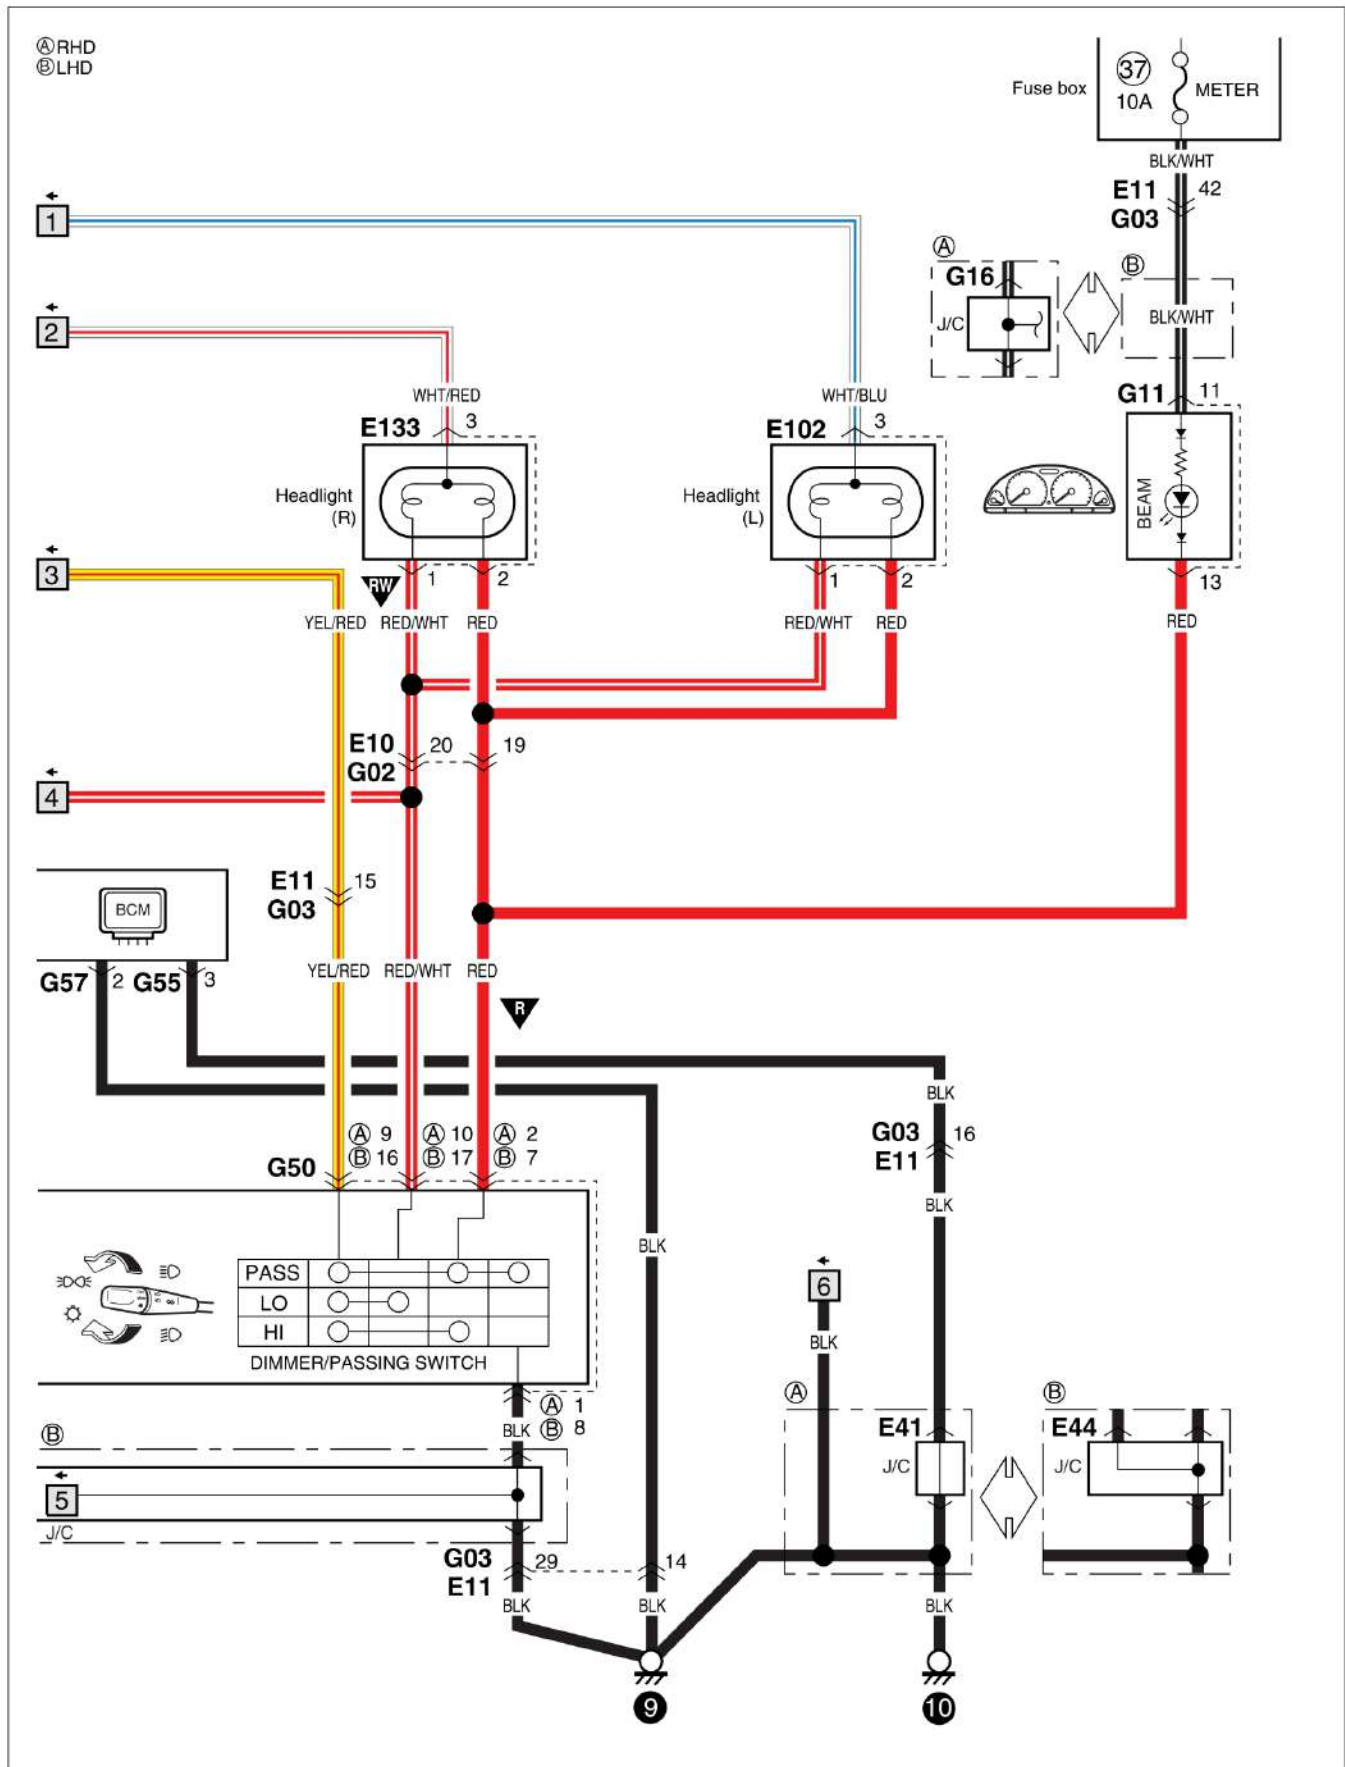 Ⓐ RHD
Ⓑ LHD
Fuse box
37
10A
METER
BLK/WHT
E11 42
G03
1
2
Ⓐ
G16
J/C
Ⓑ
BLK/WHT
WHT/RED
WHT/BLU
E133 3
E102 3
G11 11
Headlight
(R)
Headlight
(L)
BEAM
3
RW 1 2
1 2
13
YEL/RED RED/WHT RED
RED/WHT RED
RED
E10 20 19
G02
4
E11 15
G03
BCM
G57 2 G55 3
YEL/RED RED/WHT RED
R
BLK
G03 16
E11
BLK
Ⓐ 9 Ⓐ 10 Ⓐ 2
Ⓑ 16 Ⓑ 17 Ⓑ 7
G50
BLK
PASS
LO
HI
DIMMER/PASSING SWITCH
6
BLK
Ⓐ 1
BLK Ⓑ 8
Ⓑ
5
J/C
Ⓐ
E41
J/C
Ⓑ
E44
J/C
G03 29 14
E11
BLK BLK BLK
9 10